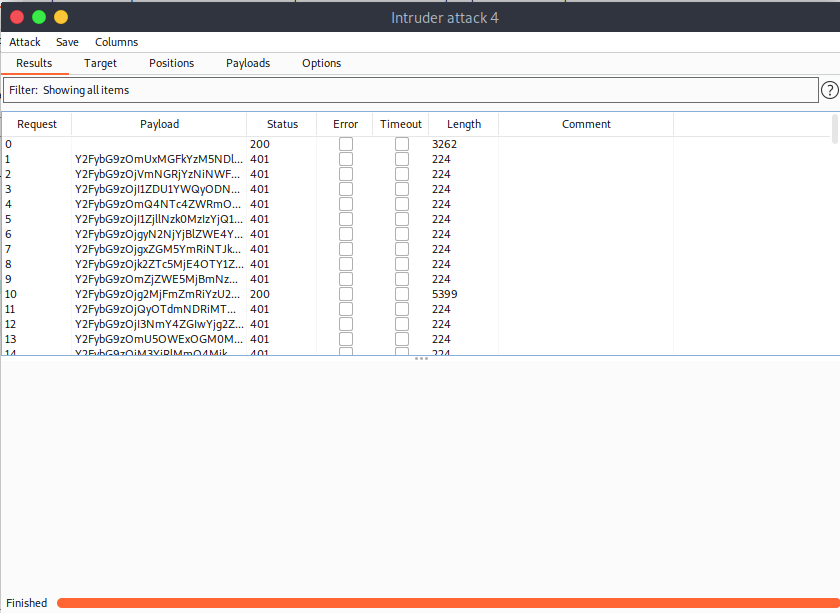 Intruder attack 4
Attack Save Columns
Results Target Positions Payloads Options
Filter: Showing all items ?
Request Payload Status Error Timeout Length Comment
0 200 3262
1 Y2FybG9zOmUxMGFkYzM5NDl... 401 224
2 Y2FybG9zOjVmNGRjYzNiNWF... 401 224
3 Y2FybG9zOjI1ZDU1YWQyODN... 401 224
4 Y2FybG9zOmQ4NTc4ZWRmO... 401 224
5 Y2FybG9zOjI1ZjllNzk0MzIzYjQ1... 401 224
6 Y2FybG9zOjgyN2NjYjBlZWE4Y... 401 224
7 Y2FybG9zOjgxZGM5YmRiNTJk... 401 224
8 Y2FybG9zOjk2ZTc5MjE4OTY1Z... 401 224
9 Y2FybG9zOmZjZWE5MjBmNz... 401 224
10 Y2FybG9zOjg2MjFmZmRiYzU2... 200 5399
11 Y2FybG9zOjQyOTdmNDRiMT... 401 224
12 Y2FybG9zOjI3NmY4ZGIwYjg2Z... 401 224
13 Y2FybG9zOmU5OWExOGM0M... 401 224
14 401 224
Finished